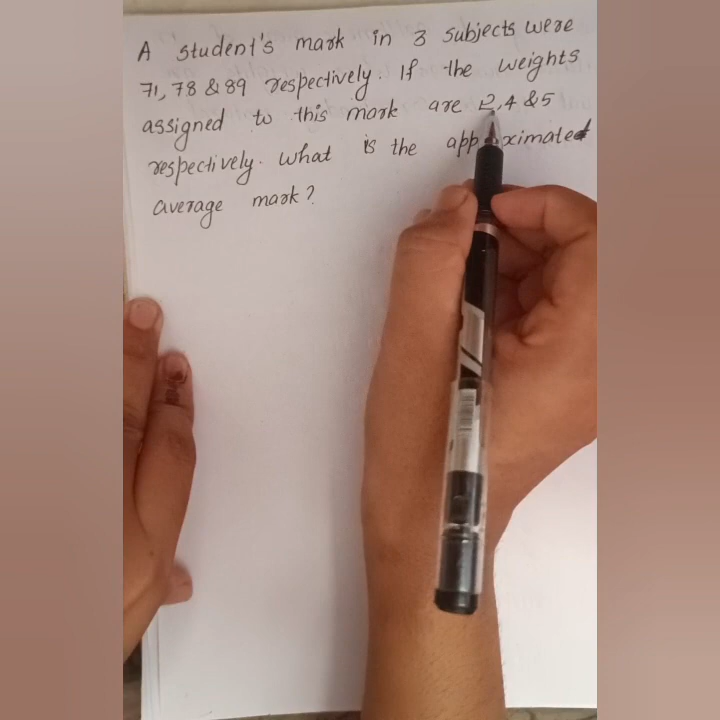 A student's mark in 3 subjects were
71, 78 & 89 respectively. If the weights
assigned to this mark are 2, 4 & 5
respectively. What is the approximated
average mark?